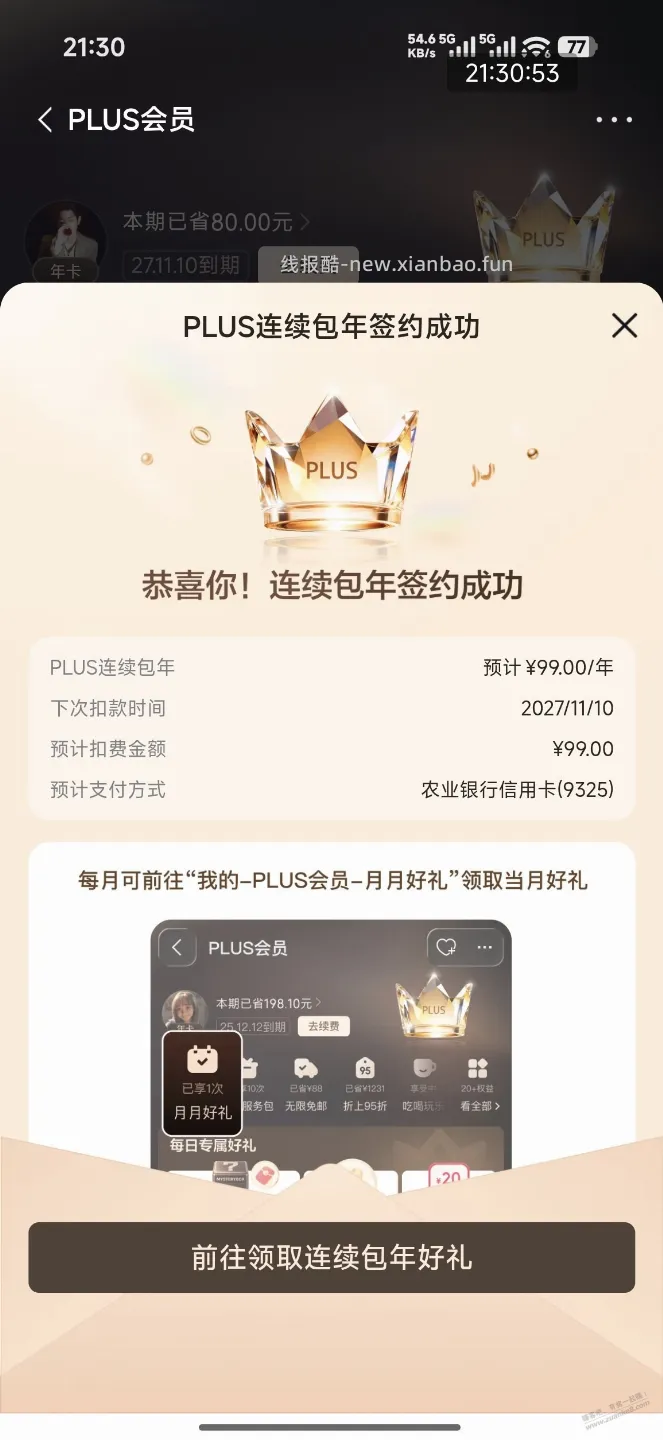 21:30
54.6 5G 5G 6 77
KB/s
21:30:53
PLUS会员
本期已省80.00元
PLUS
年卡
27.11.10到期
线报酷-new.xianbao.fun
PLUS连续包年签约成功
PLUS
恭喜你！连续包年签约成功
PLUS连续包年 预计 ¥99.00/年
下次扣款时间 2027/11/10
预计扣费金额 ¥99.00
预计支付方式 农业银行信用卡(9325)
每月可前往“我的-PLUS会员-月月好礼”领取当月好礼
PLUS会员
本期已省198.10元
PLUS
25.12.12到期 去续费
95
已享1次 享10次 已省¥88 已省¥1231 享受中 20+权益
月月好礼 服务包 无限免邮 折上95折 吃喝玩乐 看全部
每日专属好礼
¥20
前往领取连续包年好礼